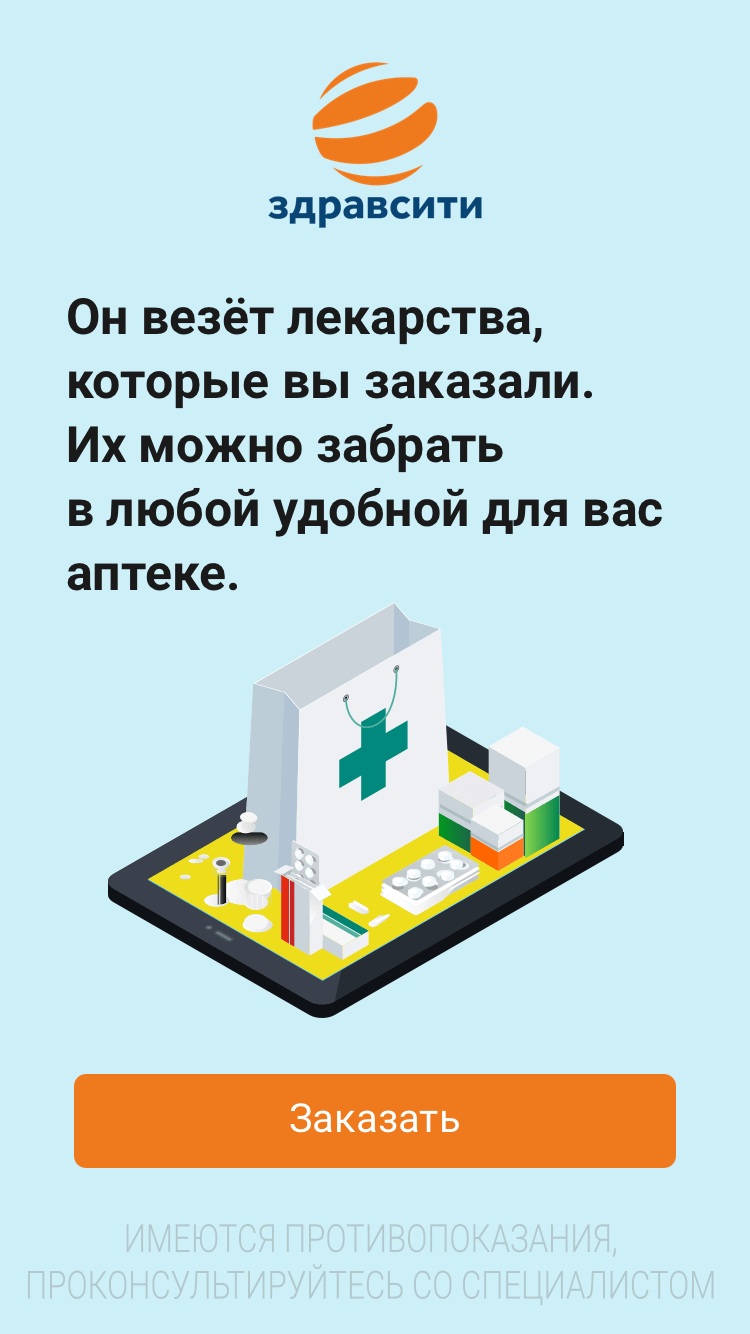 здравсити
Он везёт лекарства,
которые вы заказали.
Их можно забрать
в любой удобной для вас
аптеке.
Заказать
ИМЕЮТСЯ ПРОТИВОПОКАЗАНИЯ,
ПРОКОНСУЛЬТИРУЙТЕСЬ СО СПЕЦИАЛИСТОМ